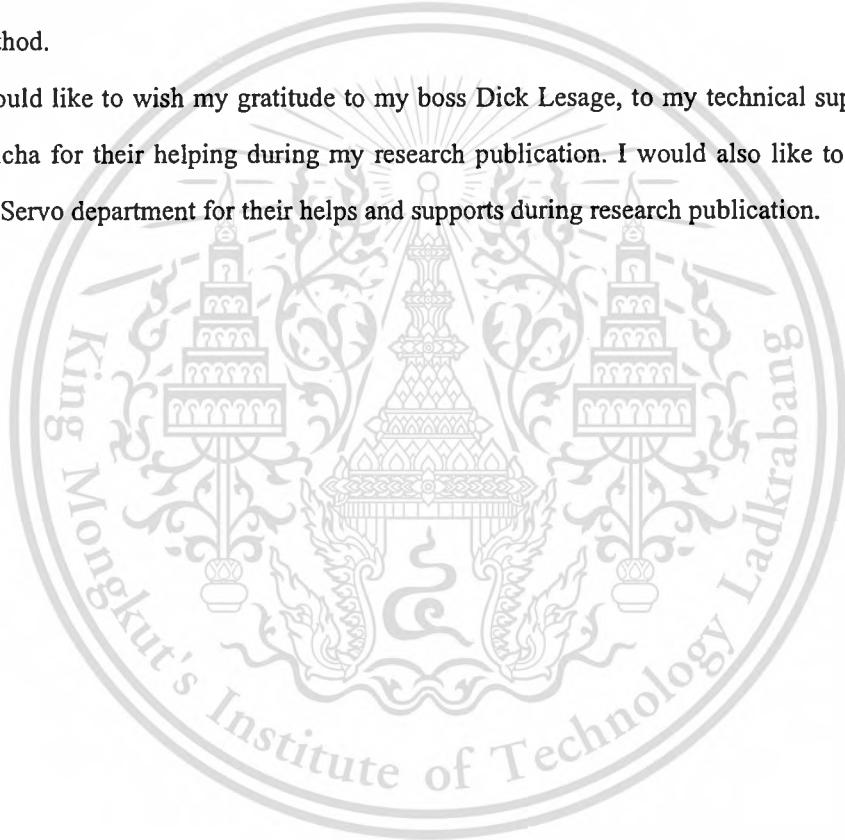 thod.
ould like to wish my gratitude to my boss Dick Lesage, to my technical sup
icha for their helping during my research publication. I would also like to
Servo department for their helps and supports during research publication.
King Mongkut's Institute of Technology Ladkrabang